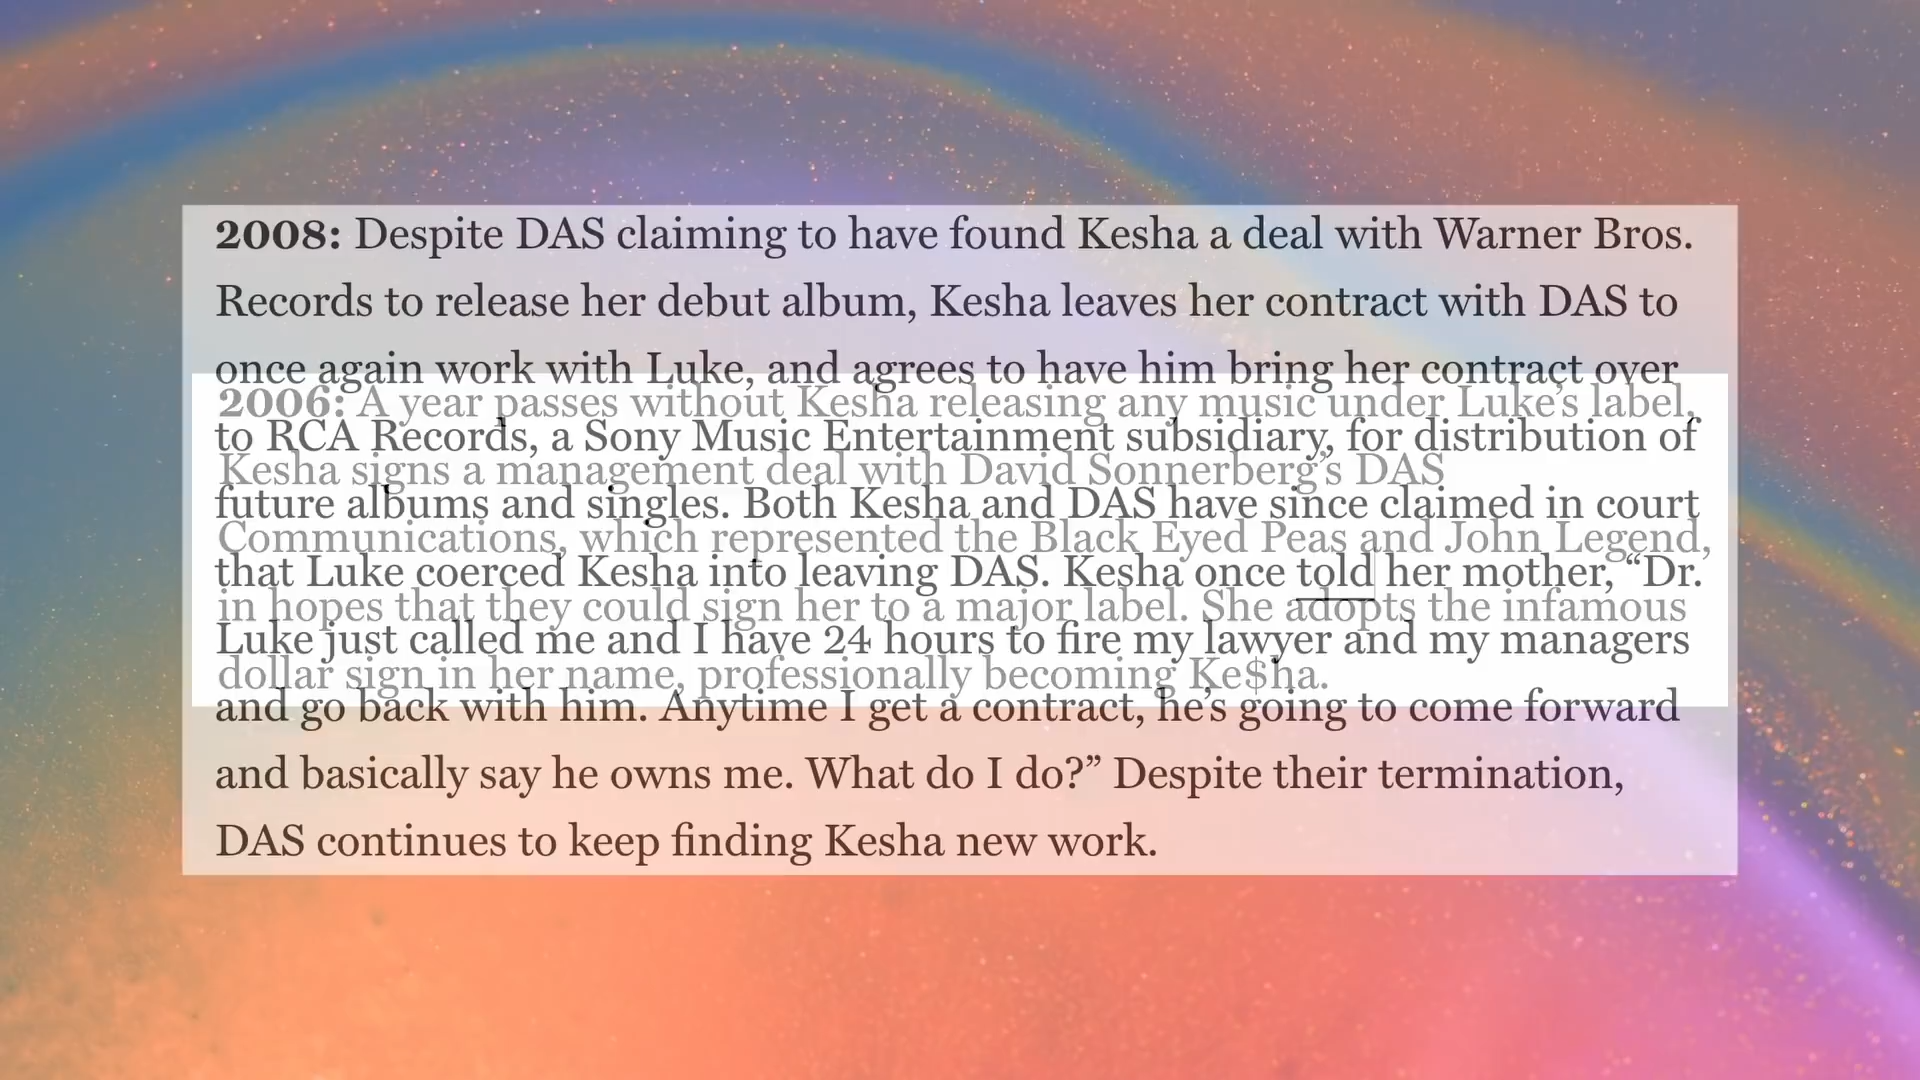 2008: Despite DAS claiming to have found Kesha a deal with Warner Bros.
Records to release her debut album, Kesha leaves her contract with DAS to
once again work with Luke, and agrees to have him bring her contract over
to RCA Records, a Sony Music Entertainment subsidiary, for distribution of
future albums and singles. Both Kesha and DAS have since claimed in court
that Luke coerced Kesha into leaving DAS. Kesha once told her mother, “Dr.
Luke just called me and I have 24 hours to fire my lawyer and my managers
and go back with him. Anytime I get a contract, he’s going to come forward
and basically say he owns me. What do I do?” Despite their termination,
DAS continues to keep finding Kesha new work.
2006: A year passes without Kesha releasing any music under Luke’s label,
Kesha signs a management deal with David Sonnerberg’s DAS
Communications, which represented the Black Eyed Peas and John Legend,
in hopes that they could sign her to a major label. She adopts the infamous
dollar sign in her name, professionally becoming Ke$ha.